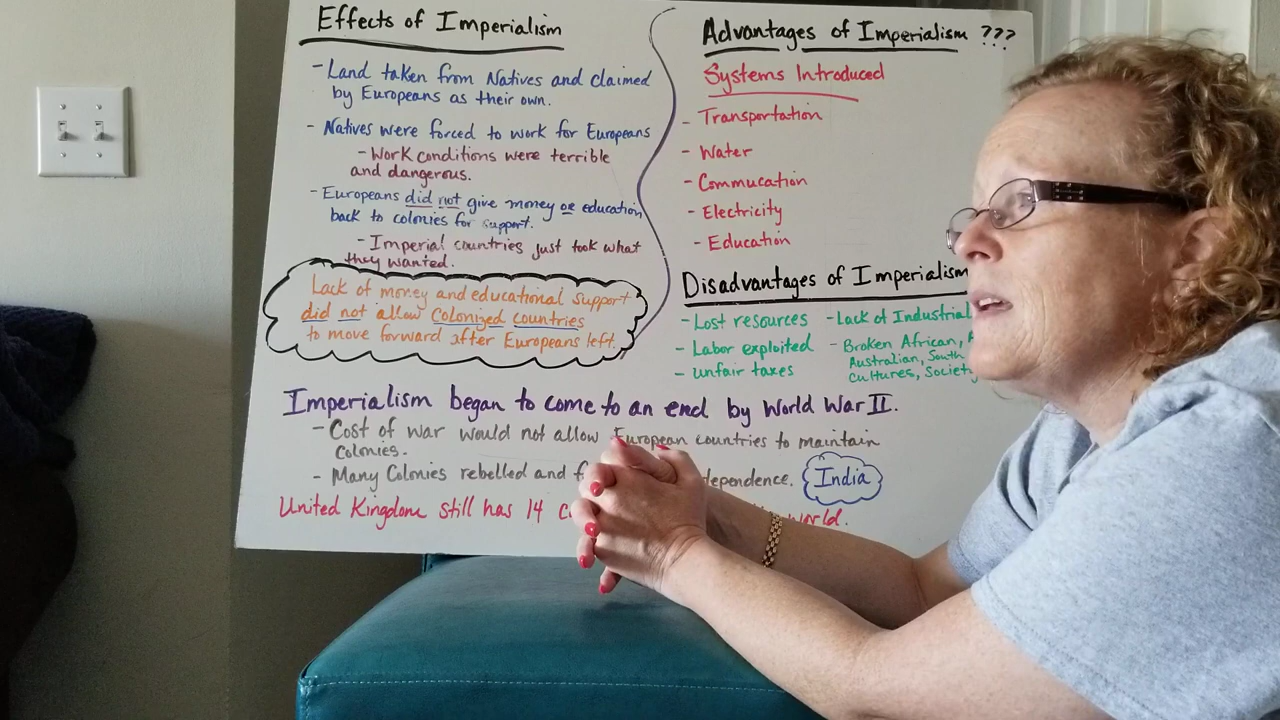 Effects of Imperialism
- Land taken from Natives and claimed
by Europeans as their own.
- Natives were forced to work for Europeans
- Work conditions were terrible
and dangerous.
- Europeans did not give money or education
back to colonies for support.
- Imperial countries just took what
they wanted.
Lack of money and educational support
did not allow colonized countries
to move forward after Europeans left.
Advantages of Imperialism ???
Systems Introduced
- Transportation
- Water
- Commucation
- Electricity
- Education
Disadvantages of Imperialism
- Lost resources
- Labor exploited
- unfair taxes
- Lack of Industrial
- Broken African,
Australian, South
cultures, Society
Imperialism began to come to an end by World War II.
- Cost of war would not allow European countries to maintain
colonies.
- Many Colonies rebelled and dependence. India
United Kingdom still has 14 world.